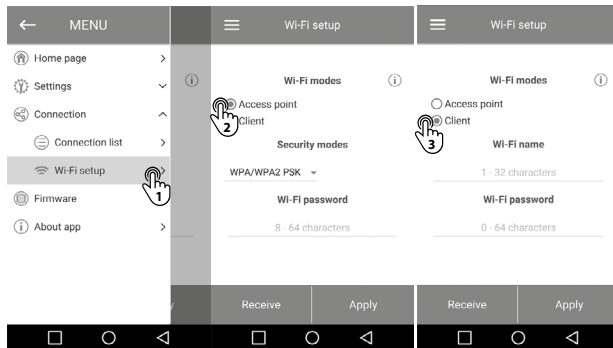 ← MENU
Home page >
Settings
Connection
Connection list >
Wi-Fi setup >
Firmware
About app >
1
y
Wi-Fi setup
Wi-Fi modes
Access point
Client
2
Security modes
WPA/WPA2 PSK
Wi-Fi password
8 - 64 characters
Receive Apply
Wi-Fi setup
Wi-Fi modes
Access point
Client
3
Wi-Fi name
1 - 32 characters
Wi-Fi password
0 - 64 characters
Receive Apply